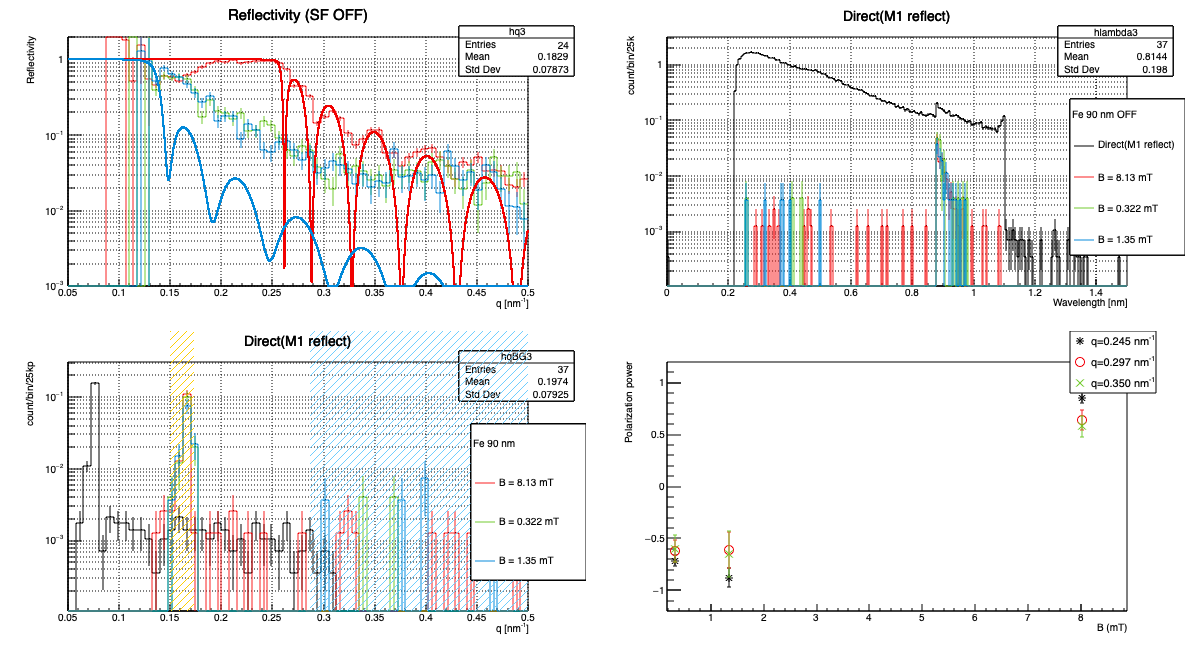 Reflectivity (SF OFF)
hq3
Entries 24
Mean 0.1829
Std Dev 0.07873
Reflectivity
1
10⁻¹
10⁻²
10⁻³
0.05 0.1 0.15 0.2 0.25 0.3 0.35 0.4 0.45 0.5
q [nm⁻¹]
Direct(M1 reflect)
hlambda3
Entries 37
Mean 0.8144
Std Dev 0.198
count/bin/25k
1
10⁻¹
10⁻²
10⁻³
Fe 90 nm OFF
Direct(M1 reflect)
B = 8.13 mT
B = 0.322 mT
B = 1.35 mT
0 0.2 0.4 0.6 0.8 1 1.2 1.4
Wavelength [nm]
Direct(M1 reflect)
hqBG3
Entries 37
Mean 0.1974
Std Dev 0.07925
count/bin/25kp
10⁻¹
10⁻²
10⁻³
Fe 90 nm
B = 8.13 mT
B = 0.322 mT
B = 1.35 mT
0.05 0.1 0.15 0.2 0.25 0.3 0.35 0.4 0.45 0.5
q [nm⁻¹]
q=0.245 nm⁻¹
q=0.297 nm⁻¹
q=0.350 nm⁻¹
Polarization power
1
0.5
0
−0.5
−1
1 2 3 4 5 6 7 8
B (mT)